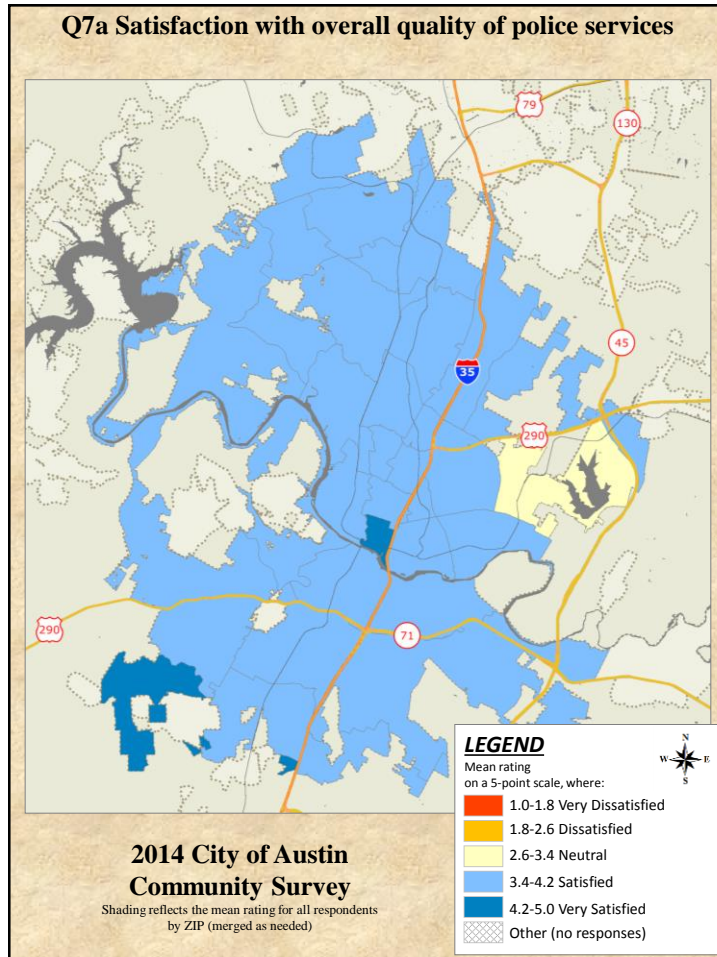 Q7a Satisfaction with overall quality of police services
79
130
45
35
290
290
71
LEGEND
Mean rating
on a 5-point scale, where:
N
W E
S
1.0-1.8 Very Dissatisfied
1.8-2.6 Dissatisfied
2.6-3.4 Neutral
3.4-4.2 Satisfied
4.2-5.0 Very Satisfied
Other (no responses)
2014 City of Austin
Community Survey
Shading reflects the mean rating for all respondents
by ZIP (merged as needed)